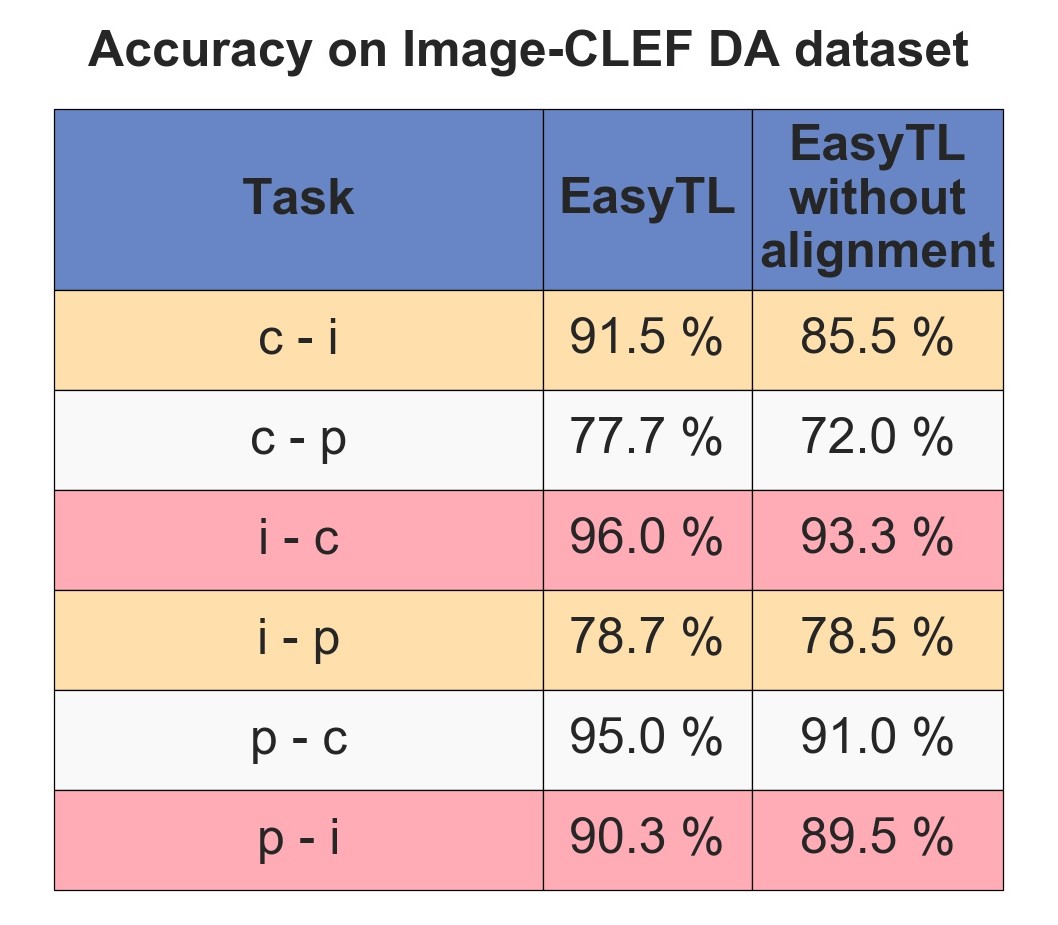 Accuracy on Image-CLEF DA dataset
Task EasyTL EasyTL
without
alignment
c - i 91.5 % 85.5 %
c - p 77.7 % 72.0 %
i - c 96.0 % 93.3 %
i - p 78.7 % 78.5 %
p - c 95.0 % 91.0 %
p - i 90.3 % 89.5 %